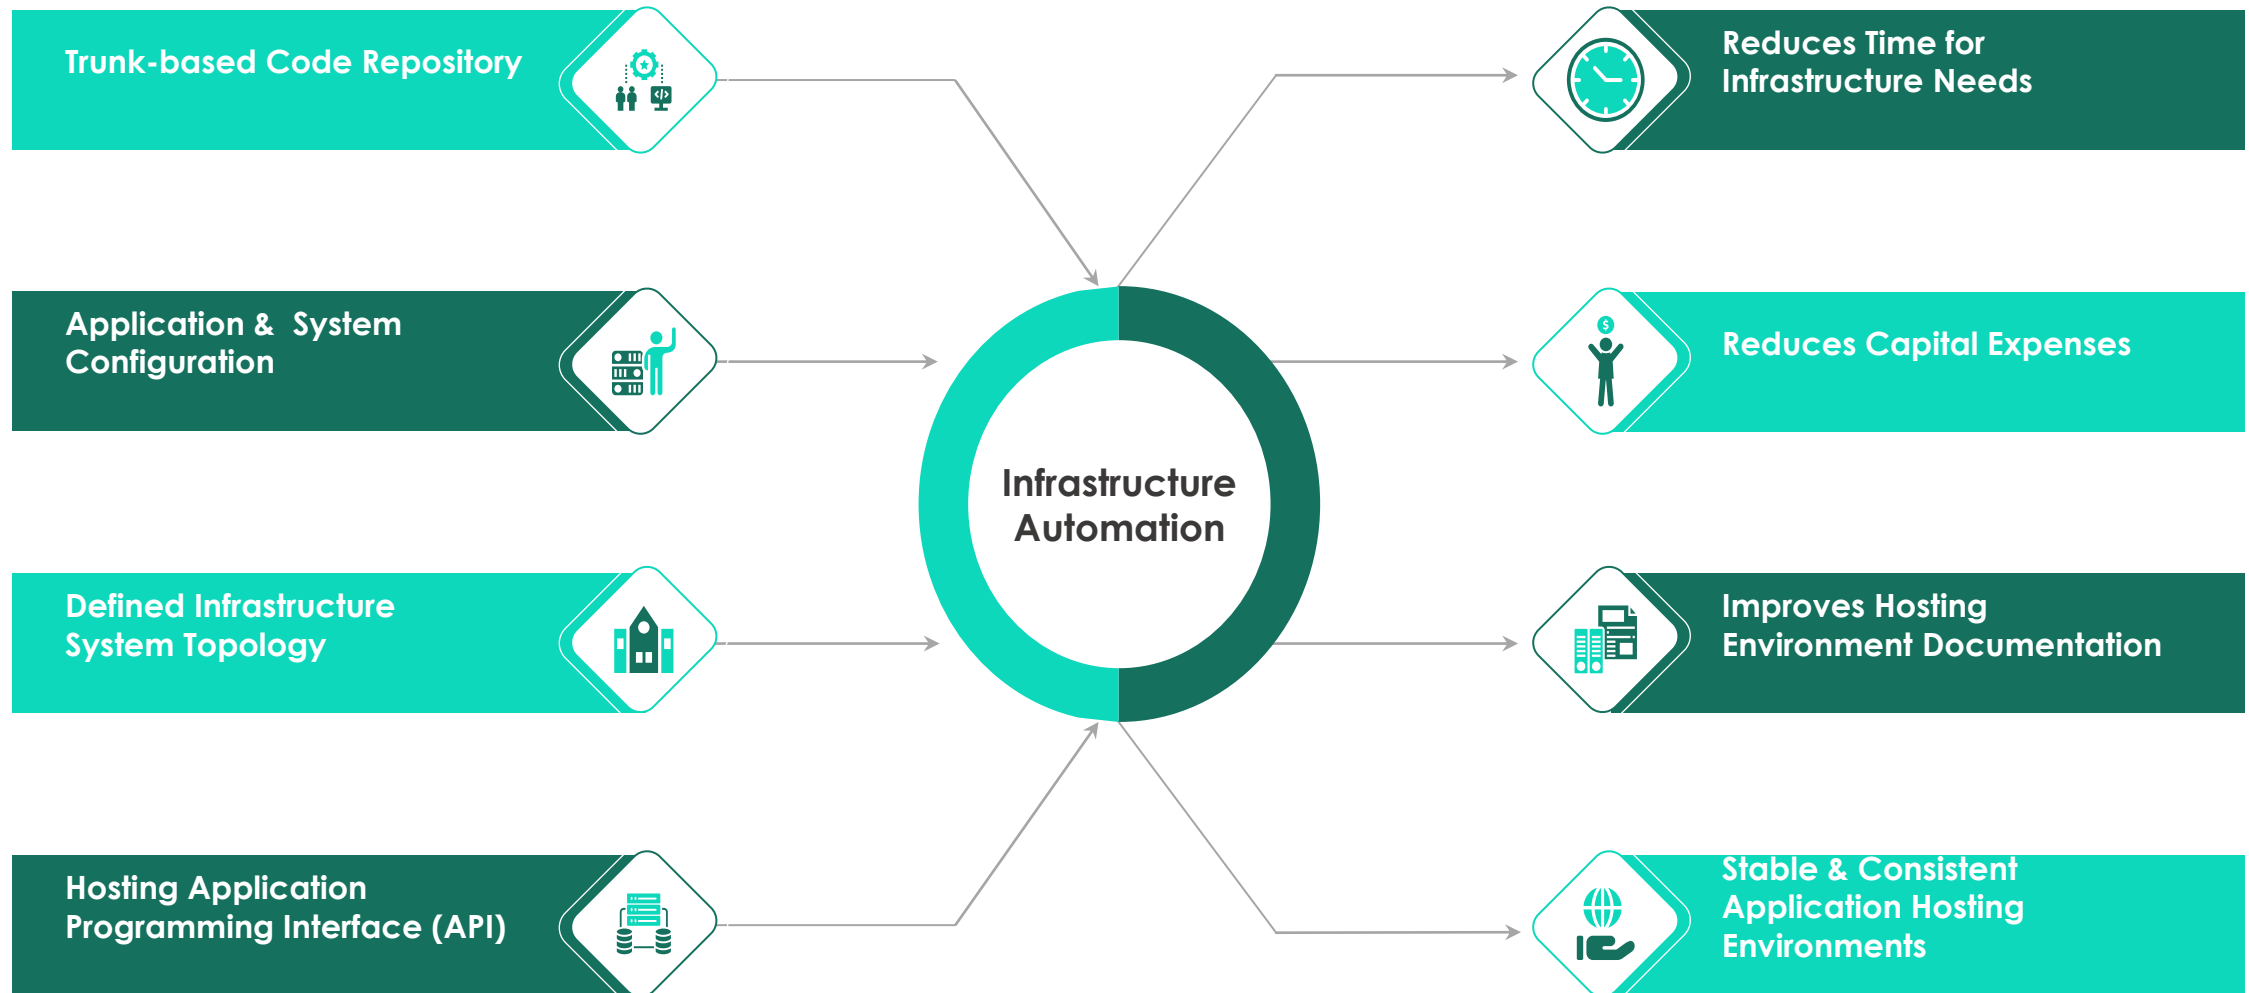 Trunk-based Code Repository
Application &  System
Configuration
Defined Infrastructure
System Topology
Hosting Application
Programming Interface (API)
Infrastructure
Automation
Reduces Time for
Infrastructure Needs
Reduces Capital Expenses
Improves Hosting
Environment Documentation
Stable & Consistent
Application Hosting
Environments